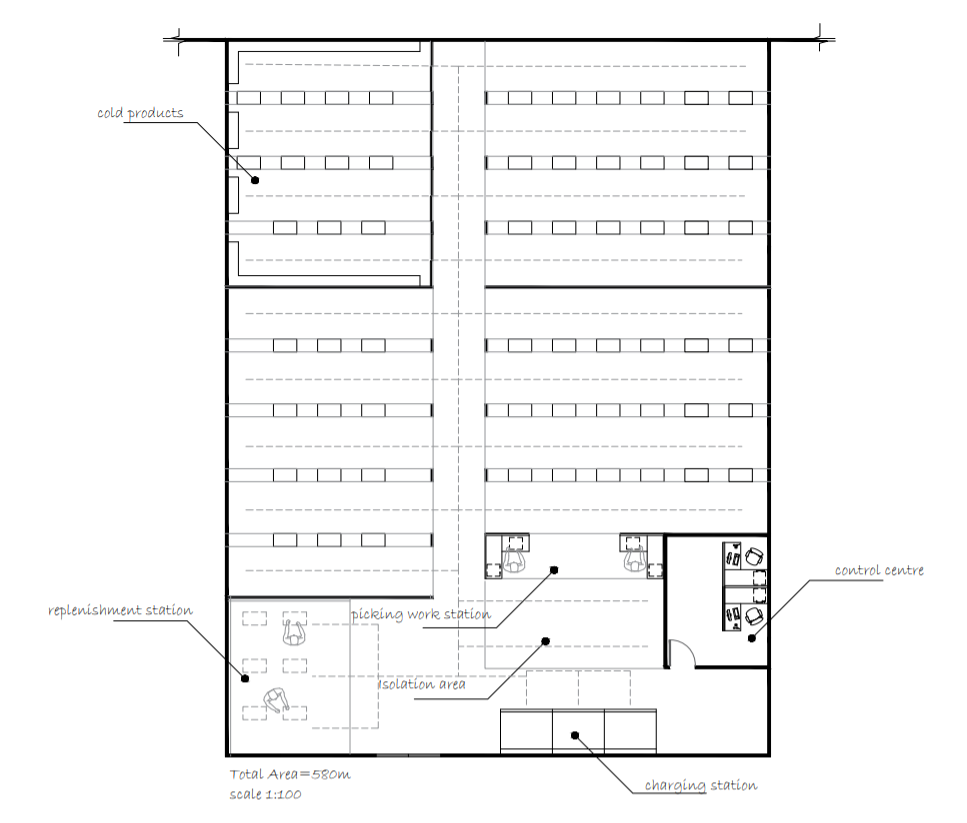 cold products
control centre
replenishment station
picking work station
Isolation area
Total Area=580m
scale 1:100
charging station